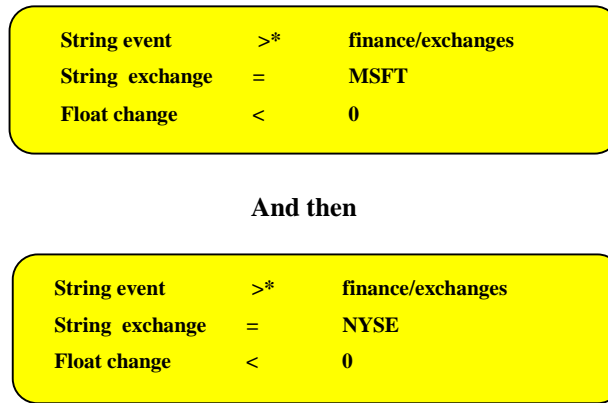 String event >* finance/exchanges
String exchange = MSFT
Float change < 0
And then
String event >* finance/exchanges
String exchange = NYSE
Float change < 0